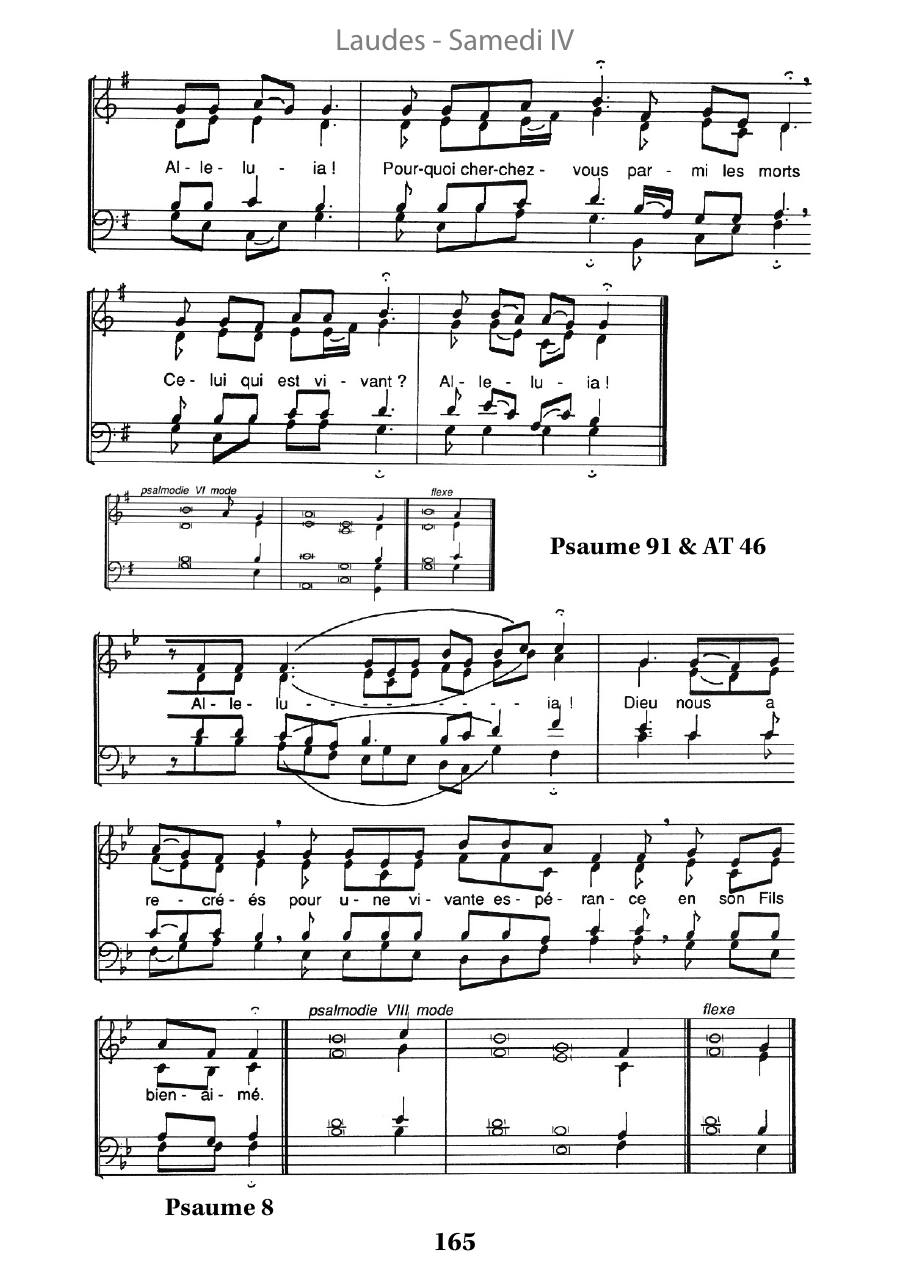 Laudes - Samedi IV
Al - le - lu - ia ! Pour-quoi cher-chez - vous par - mi les morts
Ce - lui qui est vi - vant ? Al - le - lu - ia !
psalmodie VI mode flexe
Psaume 91 & AT 46
Al - le - lu - - - - - - - - - - - ia ! Dieu nous a
re - cré - és pour u - ne vi - vante es - pé - ran - ce en son Fils
bien - ai - mé.
psalmodie VIII mode flexe
Psaume 8
165